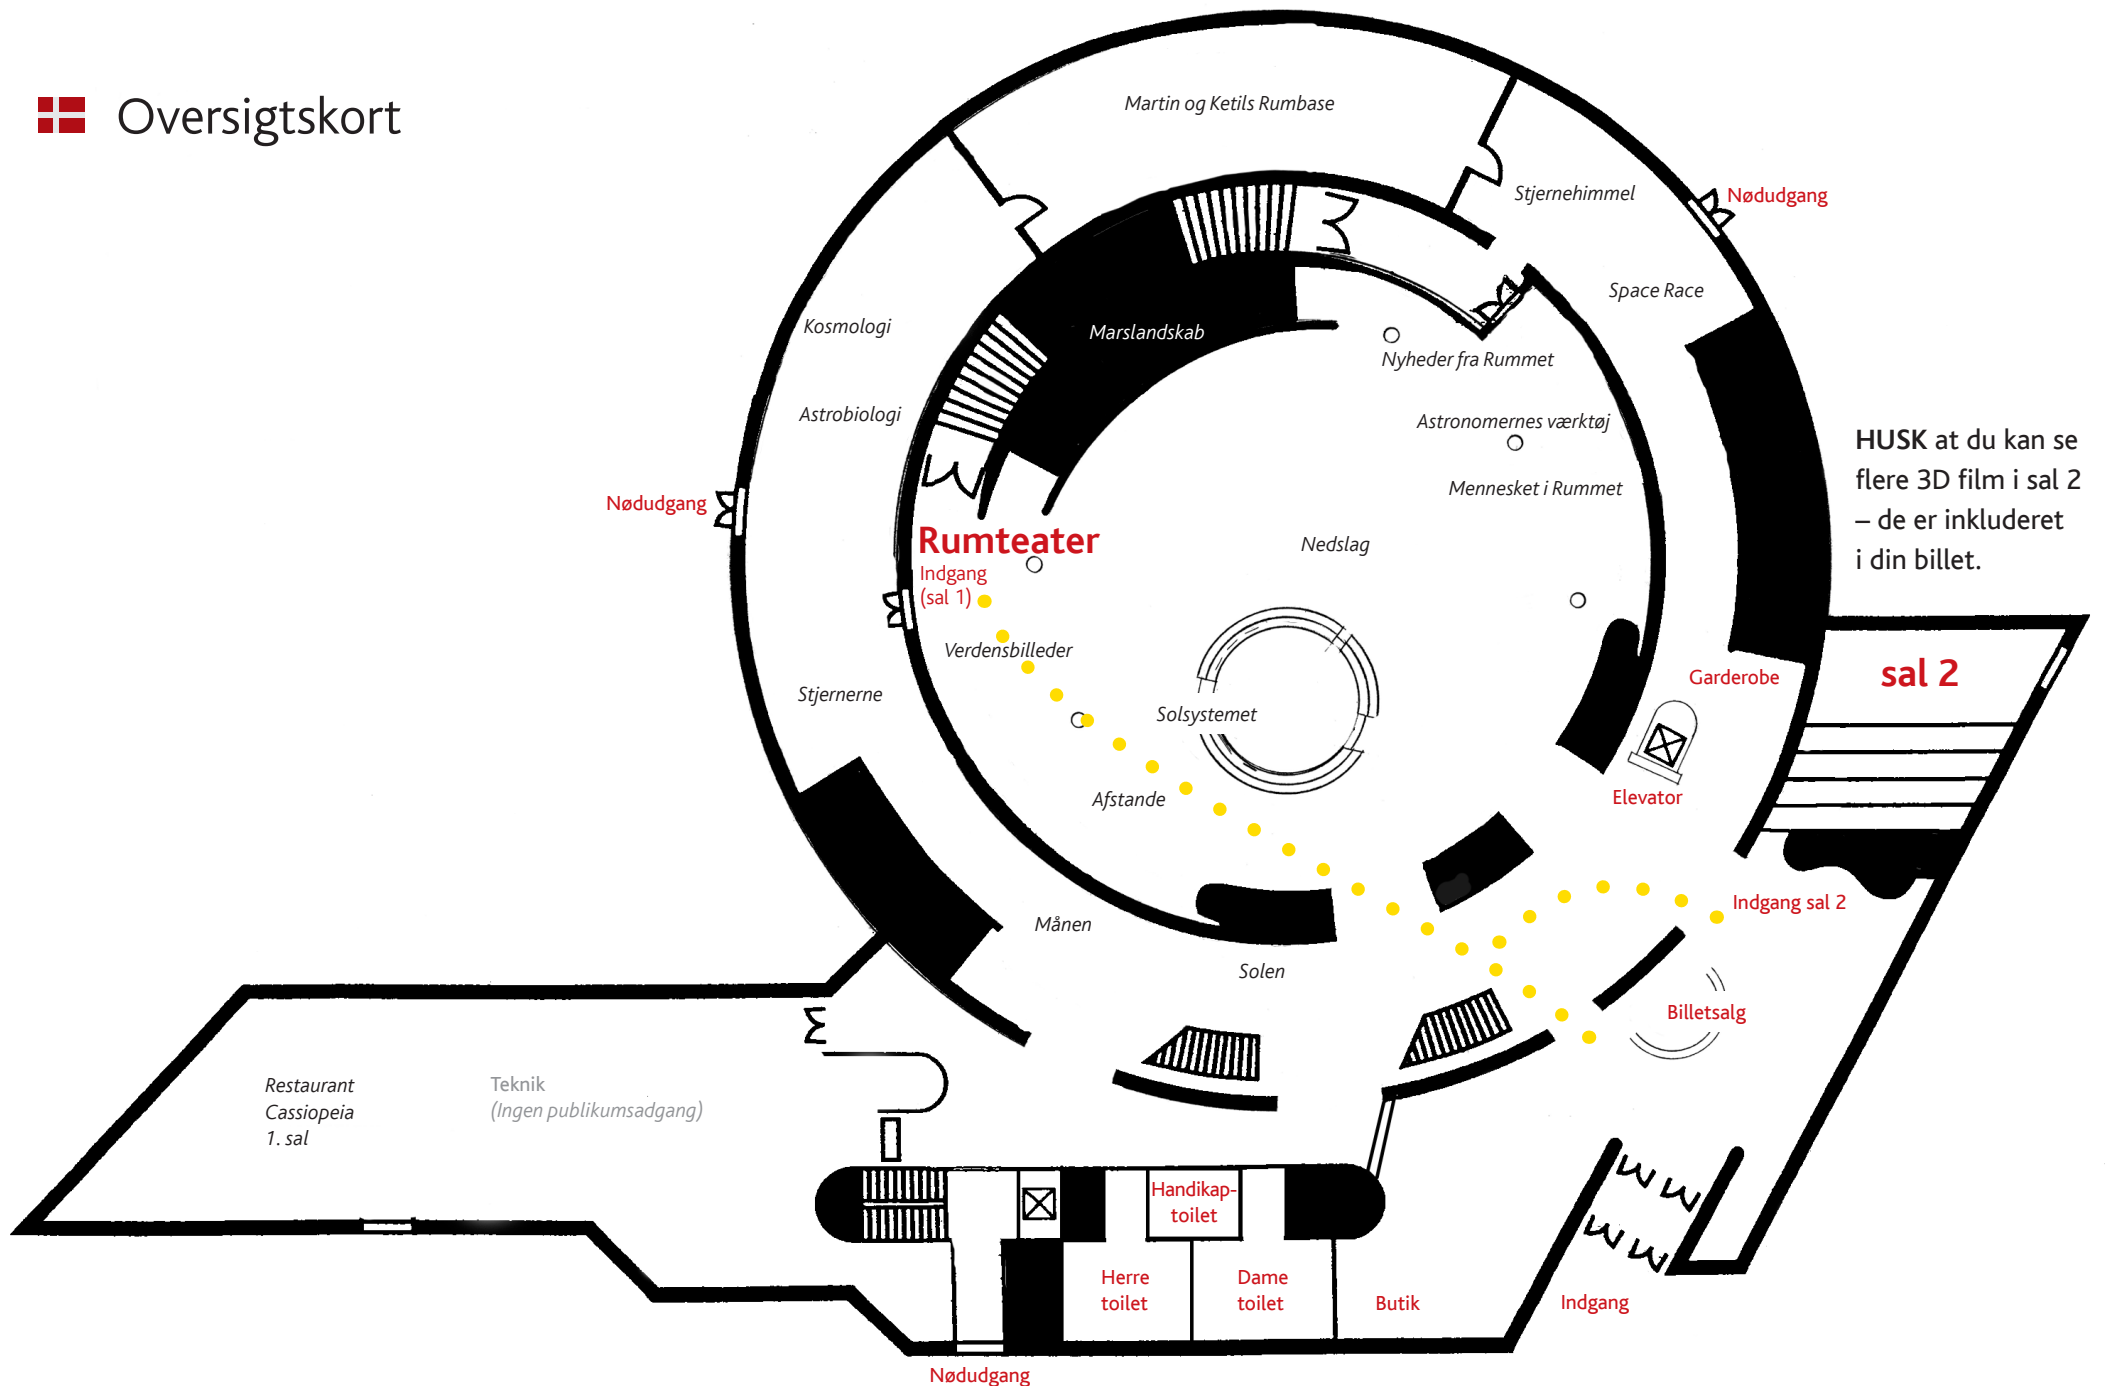 Oversigtskort
Martin og Ketils Rumbase
Stjernehimmel
Nødudgang
Space Race
Kosmologi
Marslandskab
Nyheder fra Rummet
Astrobiologi
Astronomernes værktøj
HUSK at du kan se
flere 3D film i sal 2
– de er inkluderet
i din billet.
Mennesket i Rummet
Nødudgang
Rumteater
Indgang
(sal 1)
Nedslag
Verdensbilleder
Stjernerne
Solsystemet
Garderobe
sal 2
Afstande
Elevator
Månen
Indgang sal 2
Solen
Billetsalg
Restaurant
Cassiopeia
1. sal
Teknik
(Ingen publikumsadgang)
Handikap-
toilet
Herre
toilet
Dame
toilet
Butik
Indgang
Nødudgang